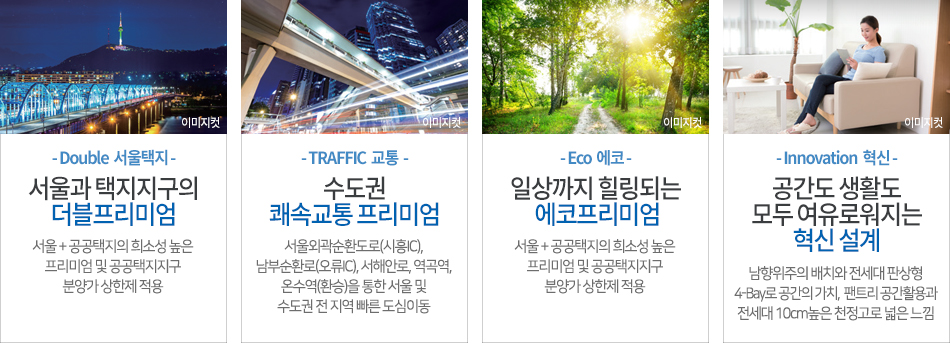 이미지컷
- Double 서울택지 -
서울과 택지지구의
더블프리미엄
서울 + 공공택지의 희소성 높은
프리미엄 및 공공택지지구
분양가 상한제 적용
이미지컷
- TRAFFIC 교통 -
수도권
쾌속교통 프리미엄
서울외곽순환도로(시흥IC),
남부순환로(오류IC), 서해안로, 역곡역,
온수역(환승)을 통한 서울 및
수도권 전 지역 빠른 도심이동
이미지컷
- Eco 에코 -
일상까지 힐링되는
에코프리미엄
서울 + 공공택지의 희소성 높은
프리미엄 및 공공택지지구
분양가 상한제 적용
이미지컷
- Innovation 혁신 -
공간도 생활도
모두 여유로워지는
혁신 설계
남향위주의 배치와 전세대 판상형
4-Bay로 공간의 가치, 팬트리 공간활용과
전세대 10cm높은 천정고로 넓은 느낌